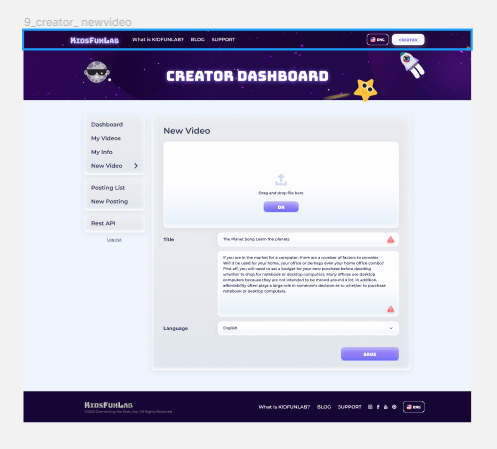 9_creator_ newvideo
KIDSFUNLAB
What is KIDFUNLAB? BLOG SUPPORT
ENG
CREATOR
CREATOR DASHBOARD
Dashboard
My Videos
My Info
New Video
Posting List
New Posting
Rest API
Log out
New Video
Drag and drop file here
OR
Title
The Planet Song Learn the planets
If you are in the market for a computer, there are a number of factors to consider.
Will it be used for your home, your office or perhaps even your home office combo?
First off, you will need to set a budget for your new purchase before deciding
whether to shop for notebook or desktop computers. Many offices use desktop
computers because they are not intended to be moved around a lot. In addition,
affordability often plays a large role in someone's decision as to whether to purchase
notebook or desktop computers.
Language
English
SAVE
KIDSFUNLAB
©2020 Connecting the Dots, Inc. All Rights Reserved
What is KIDFUNLAB? BLOG SUPPORT
ENG